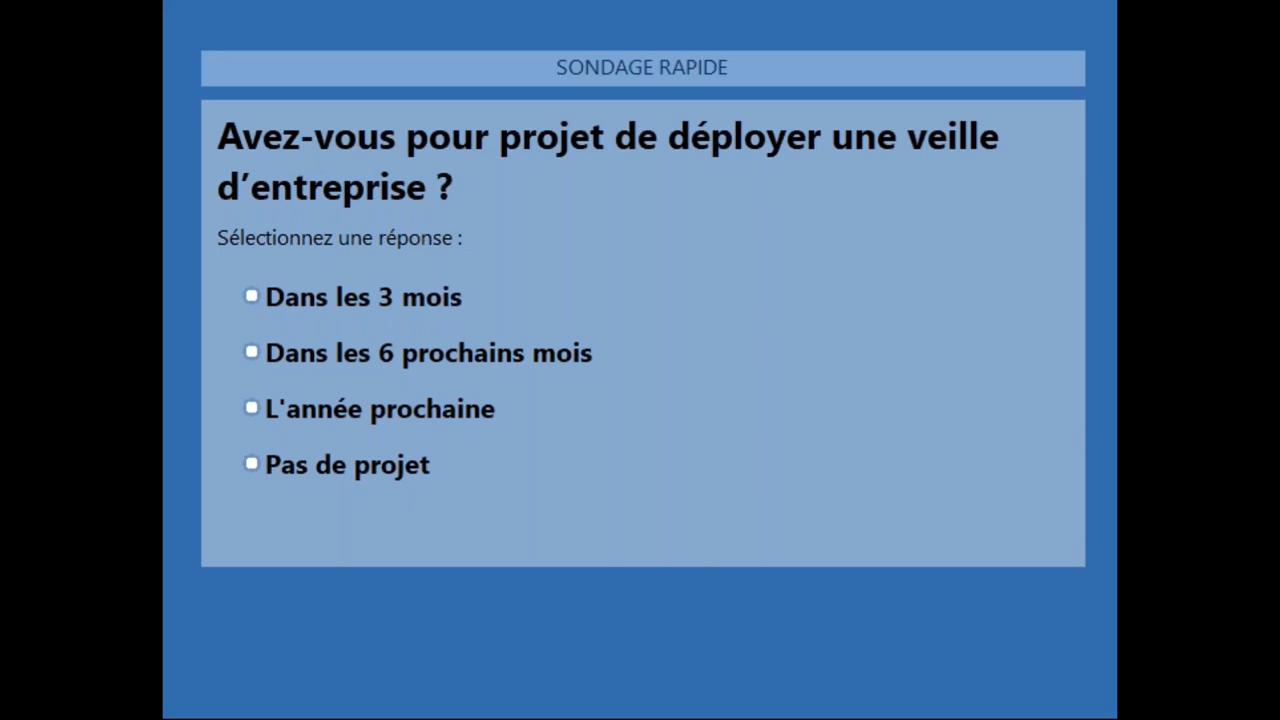 SONDAGE RAPIDE
Avez-vous pour projet de déployer une veille
d’entreprise ?
Sélectionnez une réponse :
Dans les 3 mois
Dans les 6 prochains mois
L'année prochaine
Pas de projet